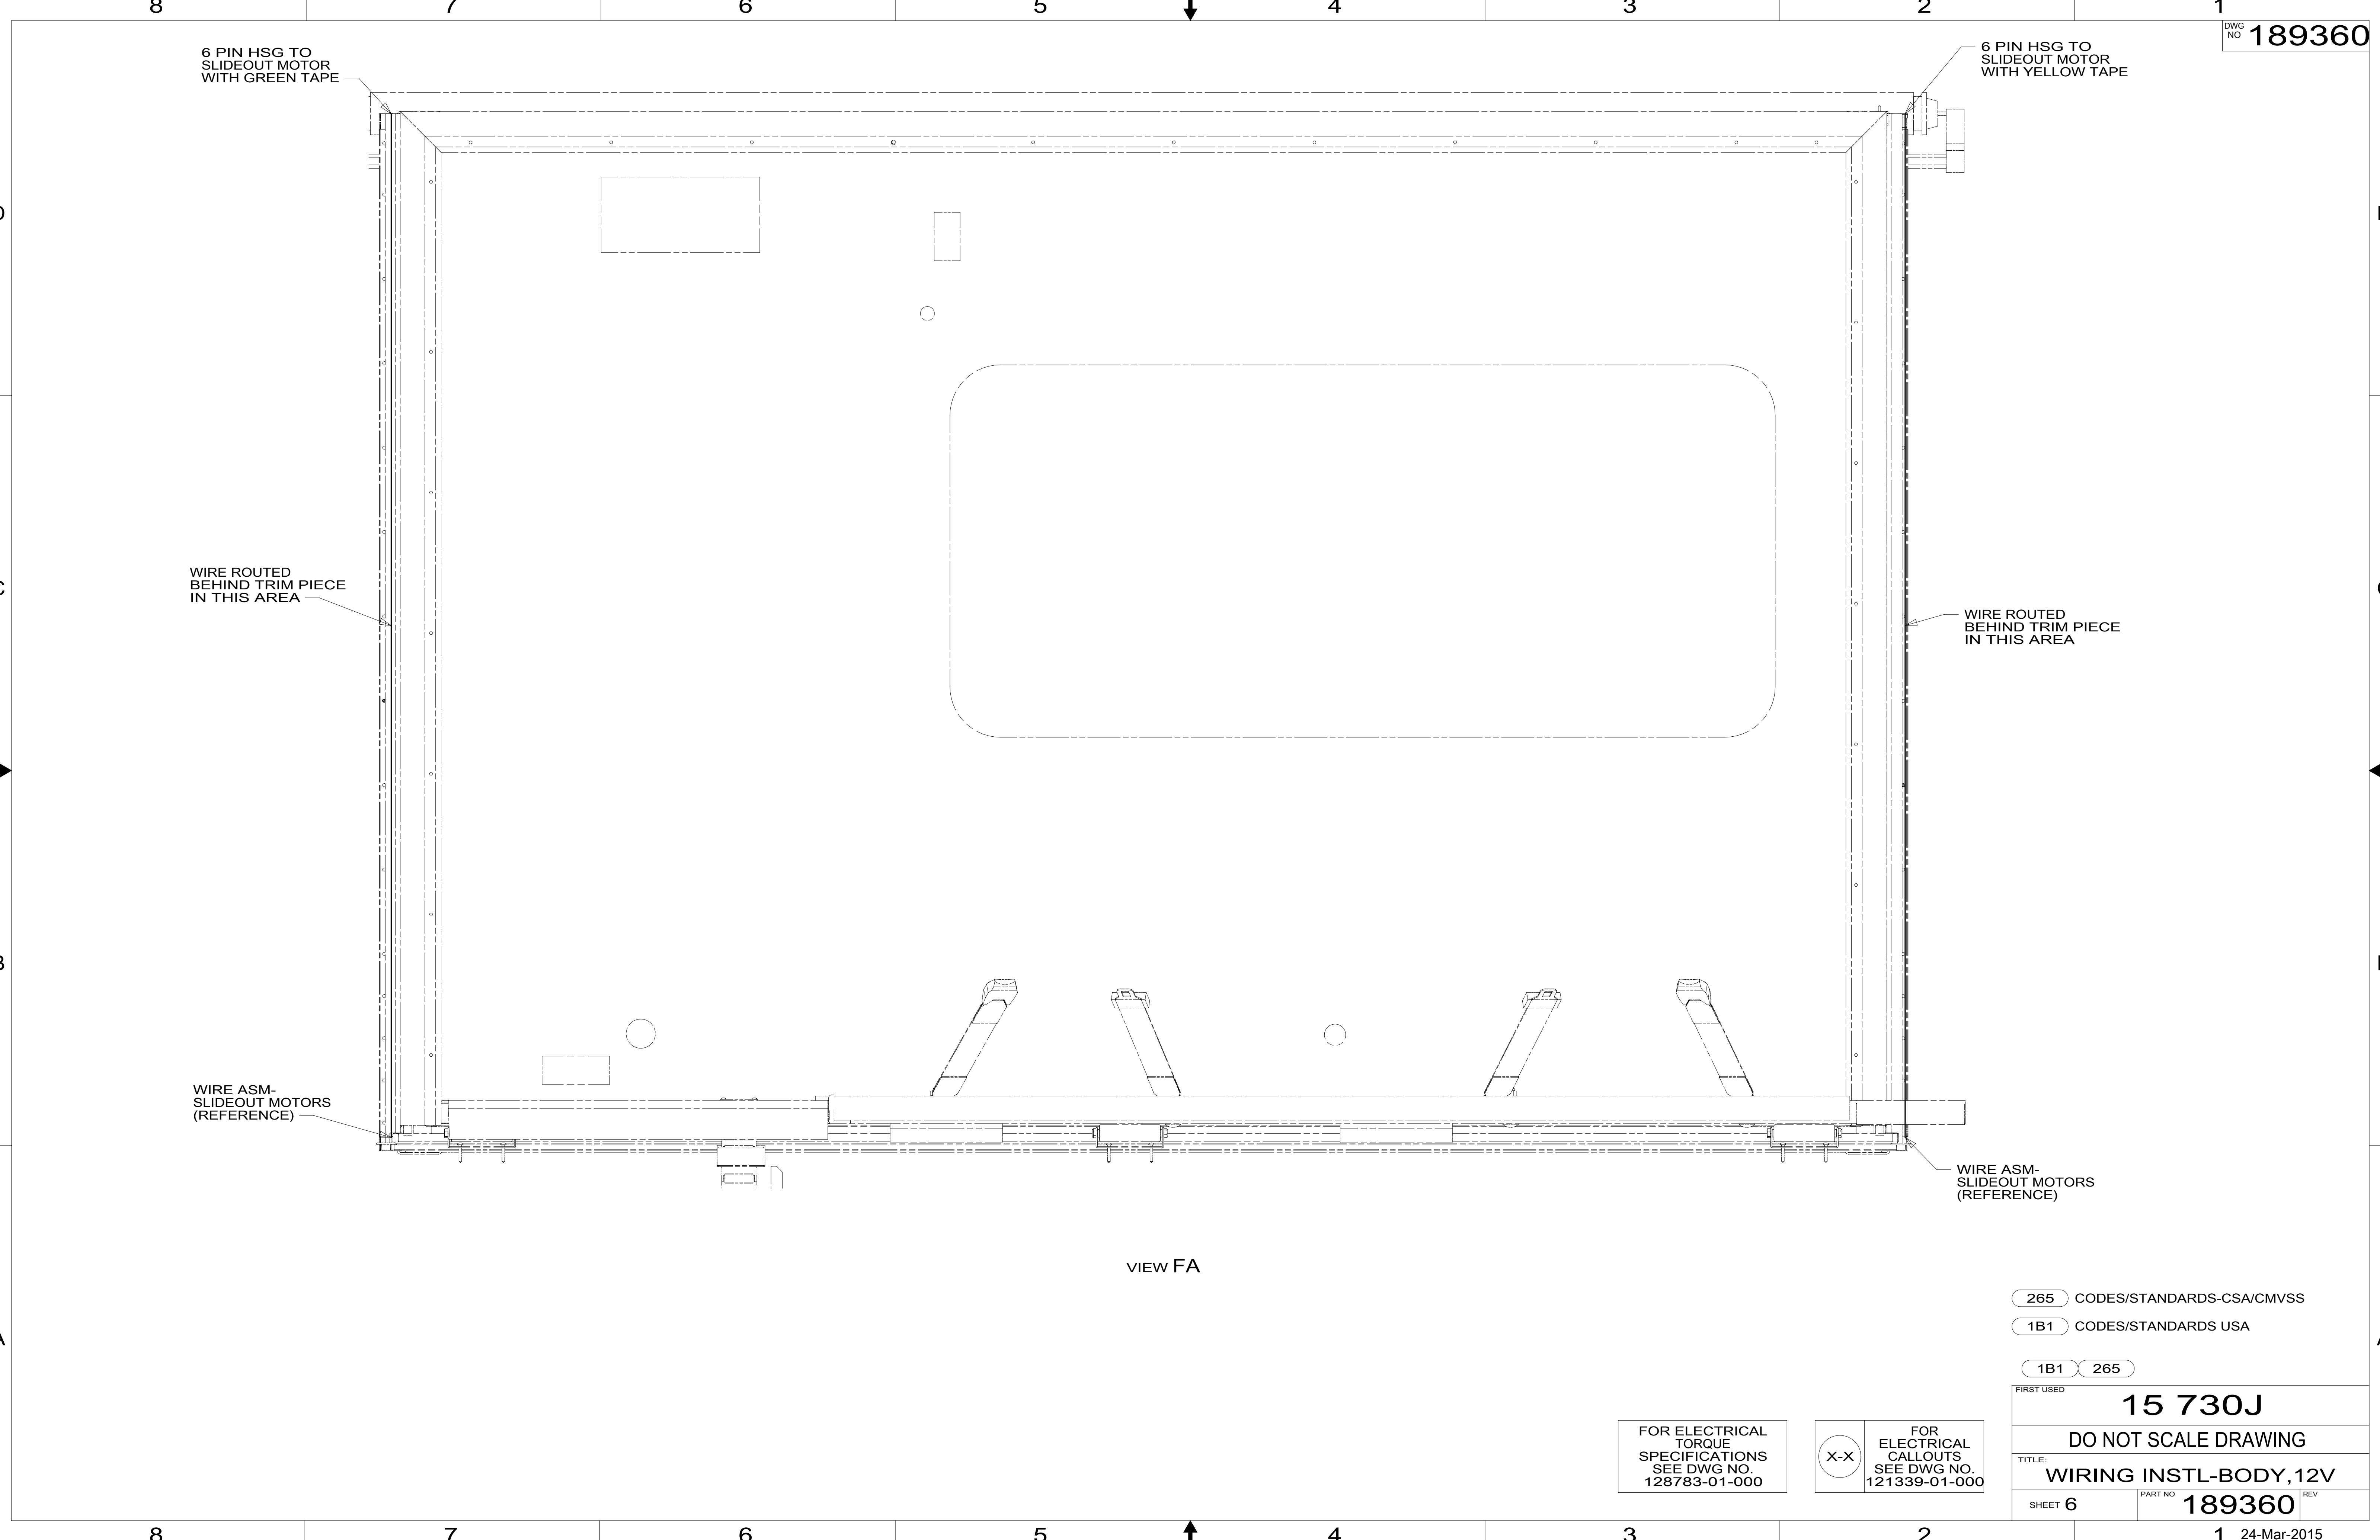 8 7 6 5 4 3 2 1
DWG
NO 189360
6 PIN HSG TO
SLIDEOUT MOTOR
WITH GREEN TAPE
6 PIN HSG TO
SLIDEOUT MOTOR
WITH YELLOW TAPE
WIRE ROUTED
BEHIND TRIM PIECE
IN THIS AREA
WIRE ROUTED
BEHIND TRIM PIECE
IN THIS AREA
WIRE ASM-
SLIDEOUT MOTORS
(REFERENCE)
WIRE ASM-
SLIDEOUT MOTORS
(REFERENCE)
VIEW FA
265 CODES/STANDARDS-CSA/CMVSS
1B1 CODES/STANDARDS USA
1B1 265
FIRST USED
15 730J
DO NOT SCALE DRAWING
TITLE:
WIRING INSTL-BODY,12V
SHEET 6
PART NO 189360
REV
FOR ELECTRICAL
TORQUE
SPECIFICATIONS
SEE DWG NO.
128783-01-000
X-X
FOR
ELECTRICAL
CALLOUTS
SEE DWG NO.
121339-01-000
8 7 6 5 4 3 2 1
24-Mar-2015